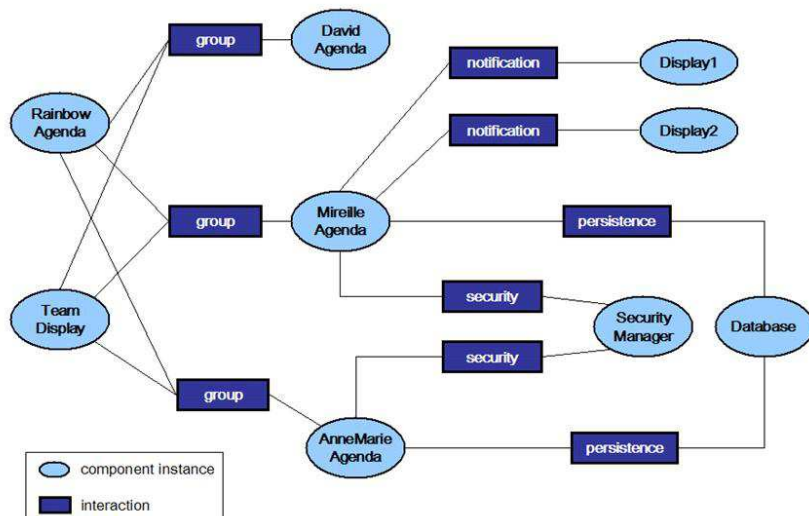 group
David
Agenda
notification
Display1
Rainbow
Agenda
notification
Display2
group
Mireille
Agenda
persistence
security
Team
Display
Security
Manager
Database
security
group
AnneMarie
Agenda
persistence
component instance
interaction